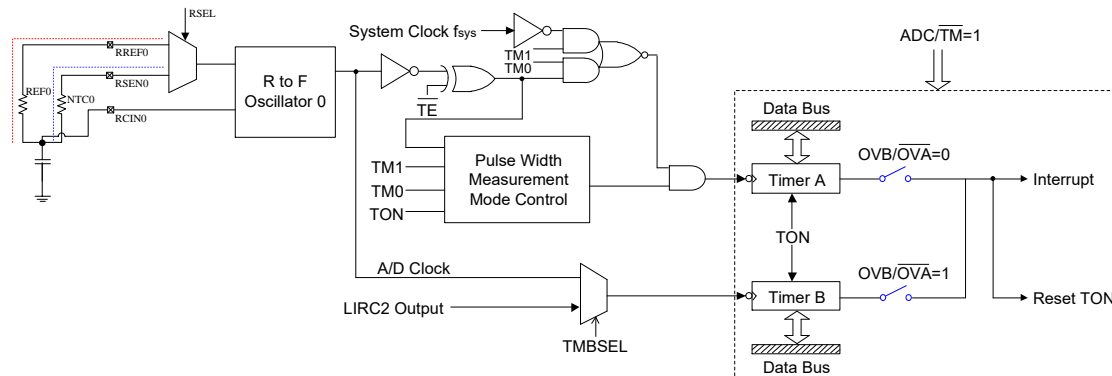 RSEL
RREF0
RSEN0
REF0
NTC0
RCIN0
R to F
Oscillator 0
System Clock fsys
TM1
TM0
TE
TM1
TM0
TON
Pulse Width
Measurement
Mode Control
A/D Clock
LIRC2 Output
TMBSEL
ADC/TM=1
Data Bus
Timer A
OVB/OVA=0
Interrupt
TON
Timer B
OVB/OVA=1
Reset TON
Data Bus